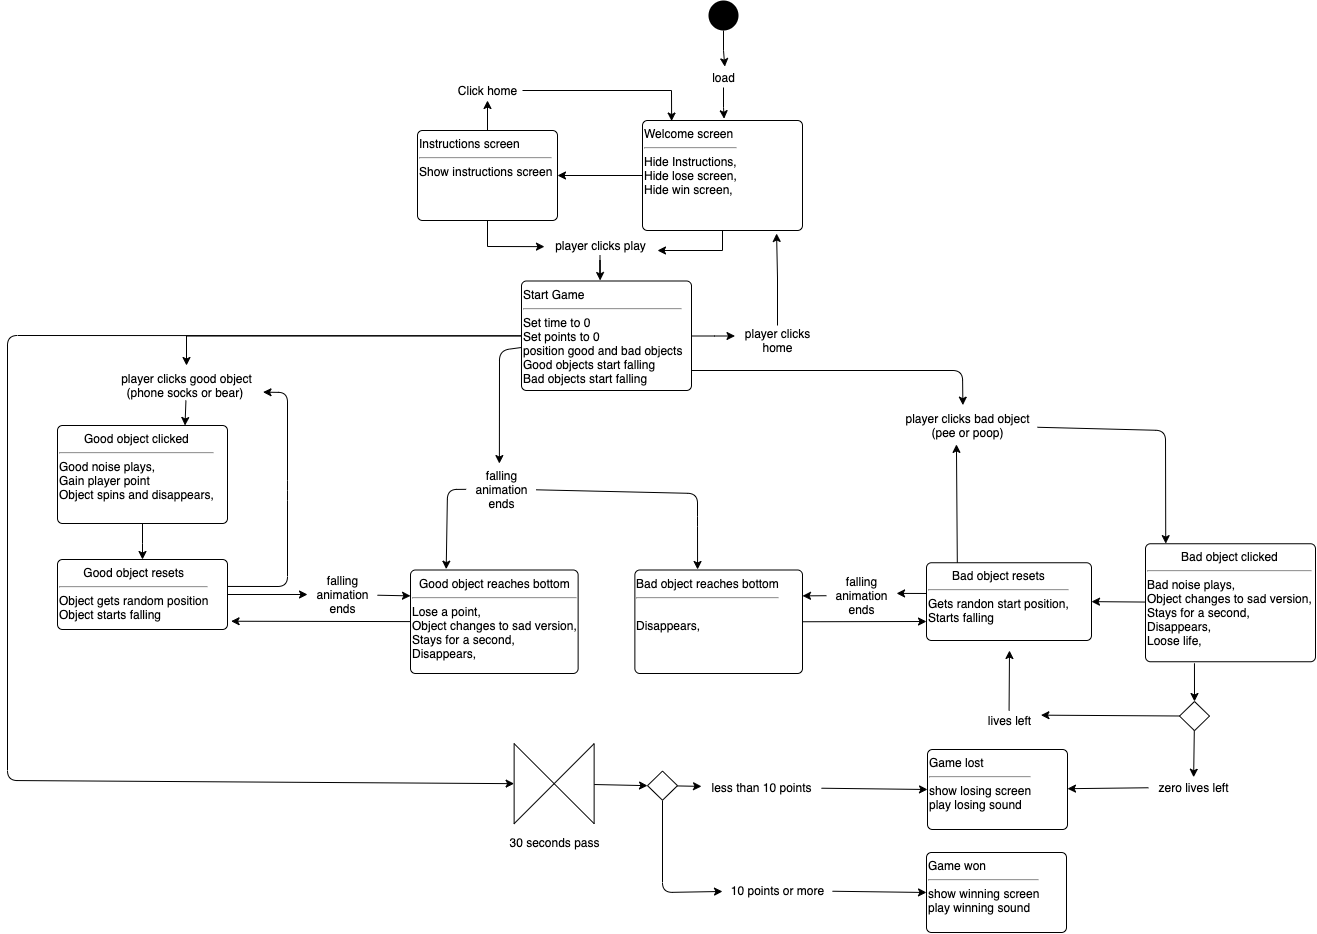 load
Click home
Welcome screen
Hide Instructions,
Hide lose screen,
Hide win screen,
Instructions screen
Show instructions screen
player clicks play
Start Game
Set time to 0
Set points to 0
position good and bad objects
Good objects start falling
Bad objects start falling
player clicks
home
player clicks good object
(phone socks or bear)
Good object clicked
Good noise plays,
Gain player point
Object spins and disappears,
Good object resets
Object gets random position
Object starts falling
falling
animation
ends
falling
animation
ends
Good object reaches bottom
Lose a point,
Object changes to sad version,
Stays for a second,
Disappears,
Bad object reaches bottom
Disappears,
falling
animation
ends
player clicks bad object
(pee or poop)
Bad object resets
Gets randon start position,
Starts falling
Bad object clicked
Bad noise plays,
Object changes to sad version,
Stays for a second,
Disappears,
Loose life,
lives left
zero lives left
30 seconds pass
less than 10 points
Game lost
show losing screen
play losing sound
10 points or more
Game won
show winning screen
play winning sound